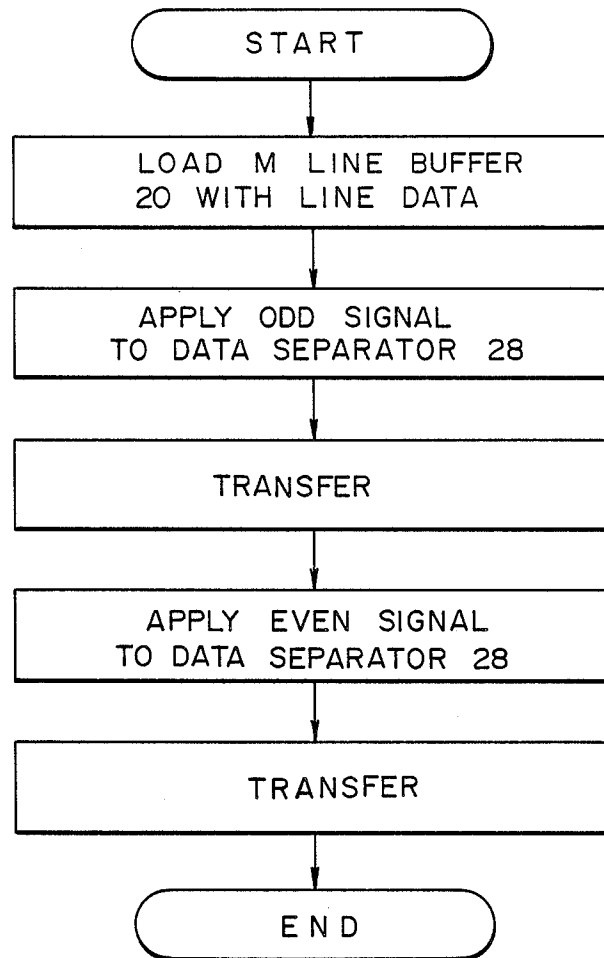 START
LOAD M LINE BUFFER
20 WITH LINE DATA
APPLY ODD SIGNAL
TO DATA SEPARATOR 28
TRANSFER
APPLY EVEN SIGNAL
TO DATA SEPARATOR 28
TRANSFER
END